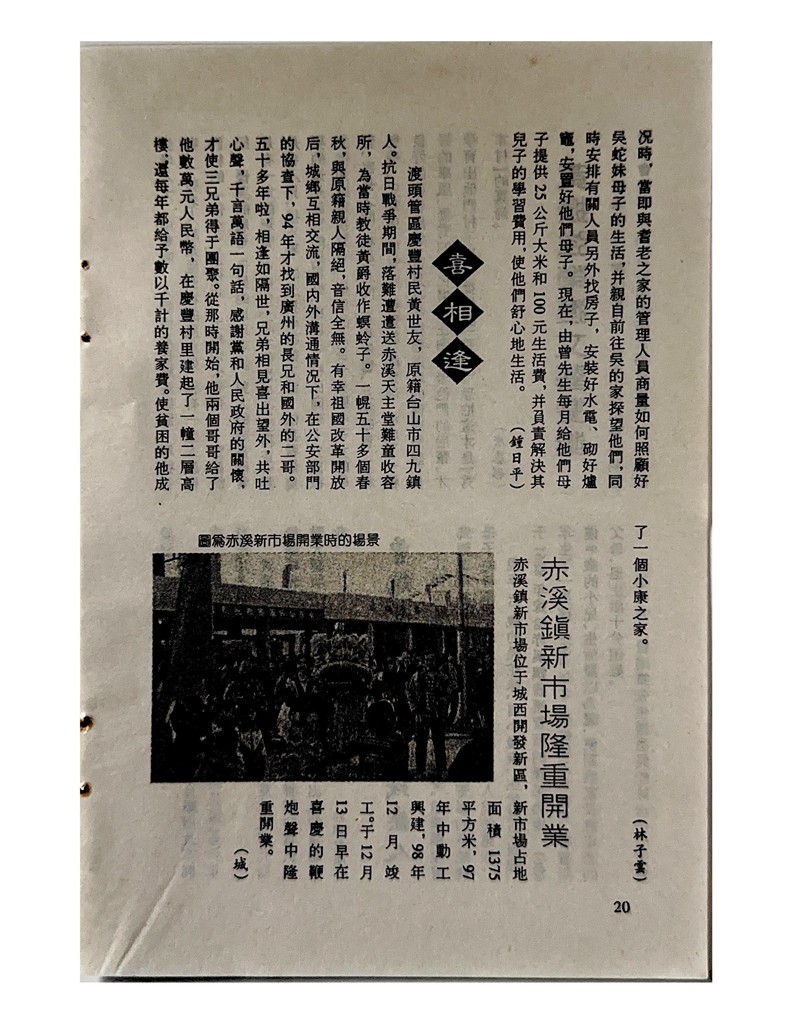 况時，當即與耆老之家的管理人員商量如何照顧好
吳蛇妹母子的生活，并親自前往吳的家探望他們，同
時安排有關人員另外找房子，安裝好水電、砌好爐
竈，安置好他們母子。現在，由曾先生每月給他們母
子提供 25 公斤大米和 100 元生活費，并負責解決其
兒子的學習費用，使他們舒心地生活。　（鍾日平）
喜相逢
渡頭管區慶豐村民黃世友，原籍台山市四九鎮
人。抗日戰爭期間，落難遭遣送赤溪天主堂難童收容
所，為當時教徒黃爵收作螟蛉子。一幌五十多個春
秋，與原籍親人隔絕，音信全無。有幸祖國改革開放
后，城鄉互相交流，國內外溝通情况下，在公安部門
的協查下，94 年才找到廣州的長兄和國外的二哥。
五十多年啦，相逢如隔世，兄弟相見喜出望外，共吐
心聲，千言萬語一句話，感謝黨和人民政府的關懷，
才使三兄弟得于團聚。從那時開始，他兩個哥哥給了
他數萬元人民幣，在慶豐村里建起了一幢二層高
樓，還每年都給予數以千計的養家費。使貧困的他成
了一個小康之家。　（林子雲）
赤溪鎮新市場隆重開業
赤溪鎮新市場位于城西開發新區，新市場占地
面積 1375
平方米，97
年中動工
興建，98年
12 月竣
工。于12月
13 日早在
喜慶的鞭
炮聲中隆
重開業。
（城）
圖爲赤溪新市場開業時的場景
20